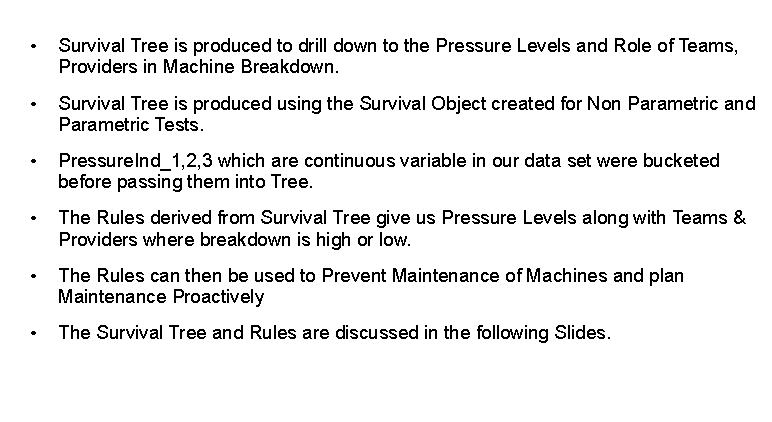 • Survival Tree is produced to drill down to the Pressure Levels and Role of Teams,
Providers in Machine Breakdown.
• Survival Tree is produced using the Survival Object created for Non Parametric and
Parametric Tests.
• PressureInd_1,2,3 which are continuous variable in our data set were bucketed
before passing them into Tree.
• The Rules derived from Survival Tree give us Pressure Levels along with Teams &
Providers where breakdown is high or low.
• The Rules can then be used to Prevent Maintenance of Machines and plan
Maintenance Proactively
• The Survival Tree and Rules are discussed in the following Slides.